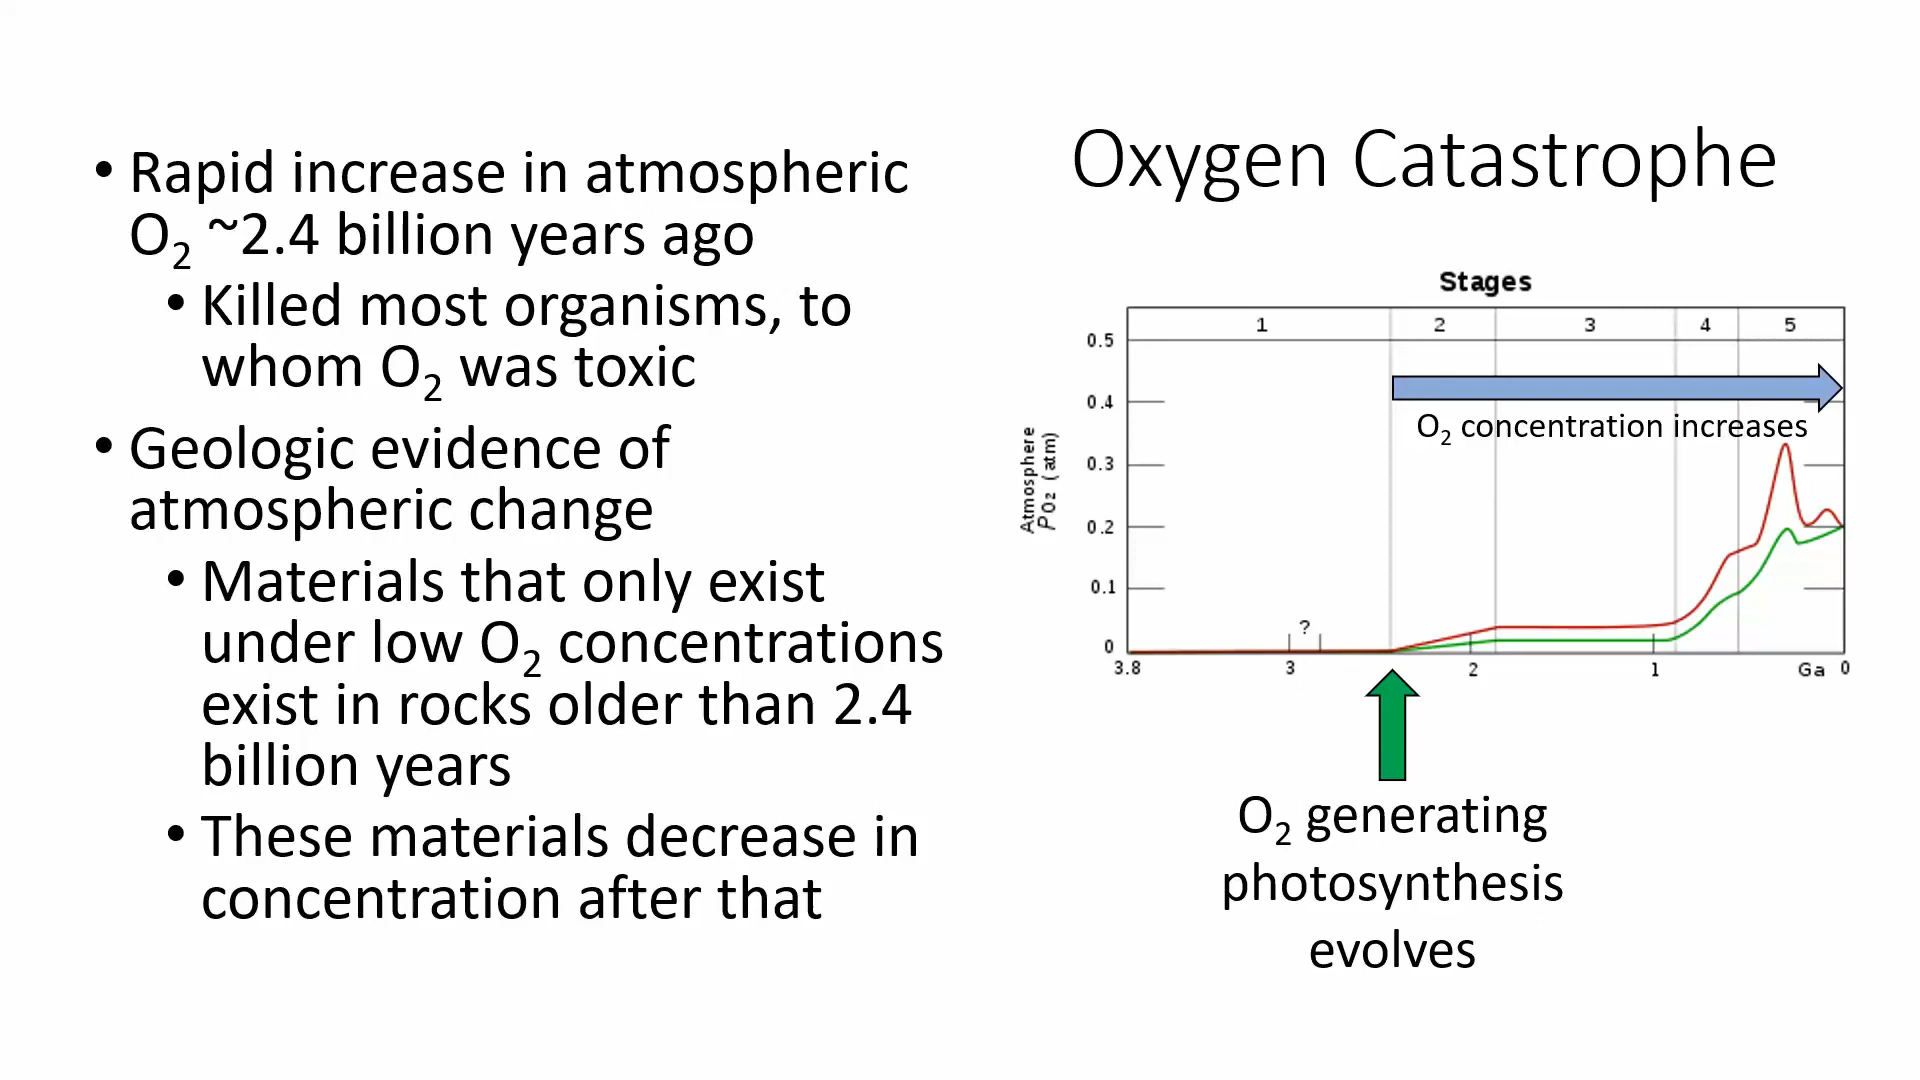 • Rapid increase in atmospheric
O₂ ~2.4 billion years ago
• Killed most organisms, to
whom O₂ was toxic
• Geologic evidence of
atmospheric change
• Materials that only exist
under low O₂ concentrations
exist in rocks older than 2.4
billion years
• These materials decrease in
concentration after that
Oxygen Catastrophe
Stages
1 2 3 4 5
0.5
0.4
0.3
0.2
0.1
0
Atmosphere
PO₂ (atm)
O₂ concentration increases
?
3.8 3 2 1 Ga 0
O₂ generating
photosynthesis
evolves